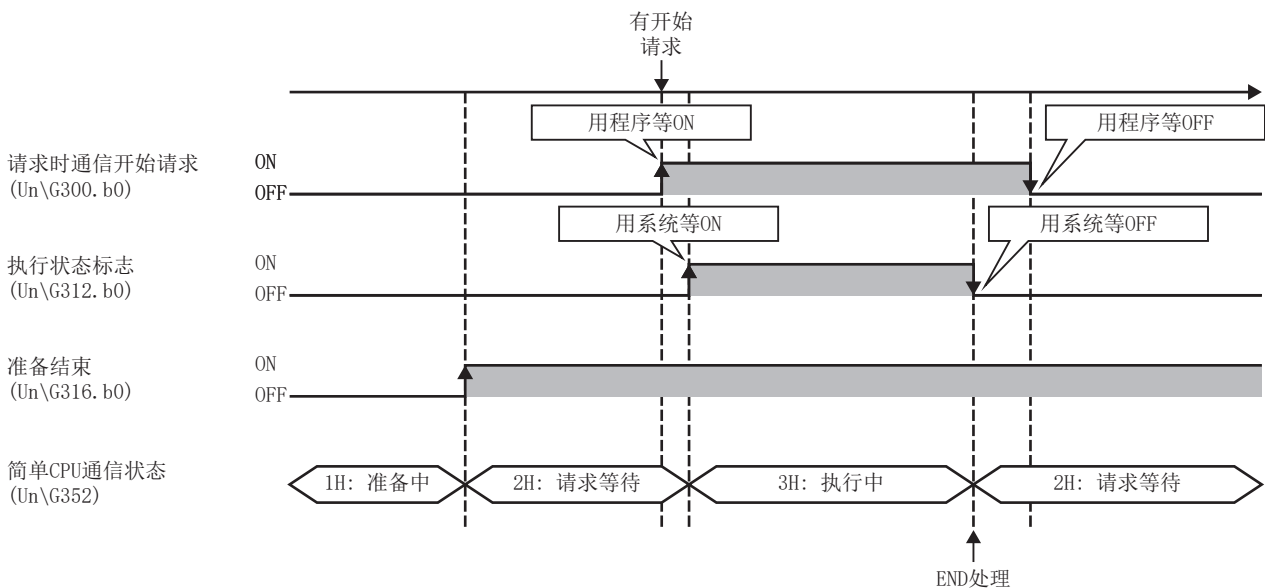 有开始
请求
用程序等ON
用程序等OFF
请求时通信开始请求
(Un\G300.b0)
ON
OFF
用系统等ON
用系统等OFF
执行状态标志
(Un\G312.b0)
ON
OFF
准备结束
(Un\G316.b0)
ON
OFF
简单CPU通信状态
(Un\G352)
1H: 准备中
2H: 请求等待
3H: 执行中
2H: 请求等待
END处理